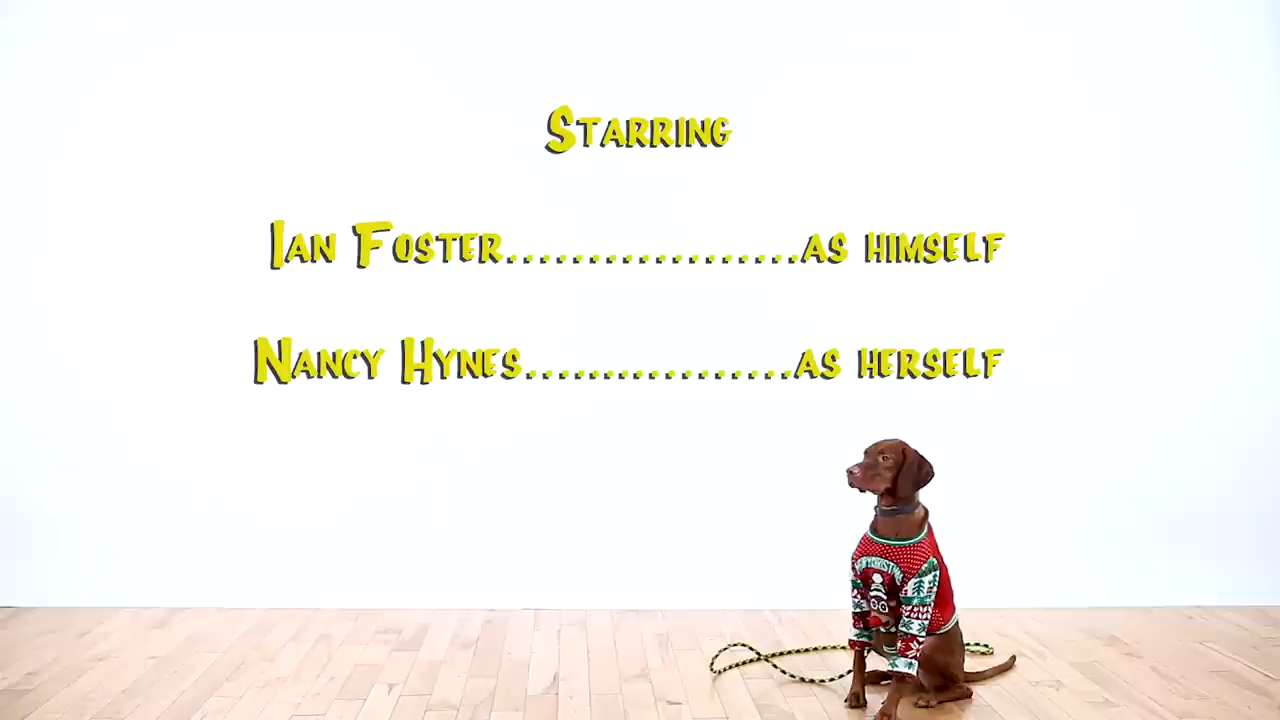 Starring
Ian Foster..................as himself
Nancy Hynes.................as herself